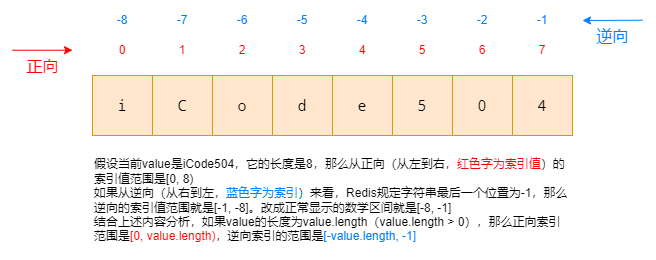 -8 -7 -6 -5 -4 -3 -2 -1
逆向
0 1 2 3 4 5 6 7
正向
i C o d e 5 0 4
假设当前value是iCode504，它的长度是8，那么从正向（从左到右，红色字为索引值）的
索引值范围是[0, 8)
如果从逆向（从右到左，蓝色字为索引）来看，Redis规定字符串最后一个位置为-1，那么
逆向的索引值范围就是[-1, -8]。改成正常显示的数学区间就是[-8, -1]
结合上述内容分析，如果value的长度为value.length（value.length > 0），那么正向索引
范围是[0, value.length)，逆向索引的范围是[-value.length, -1]